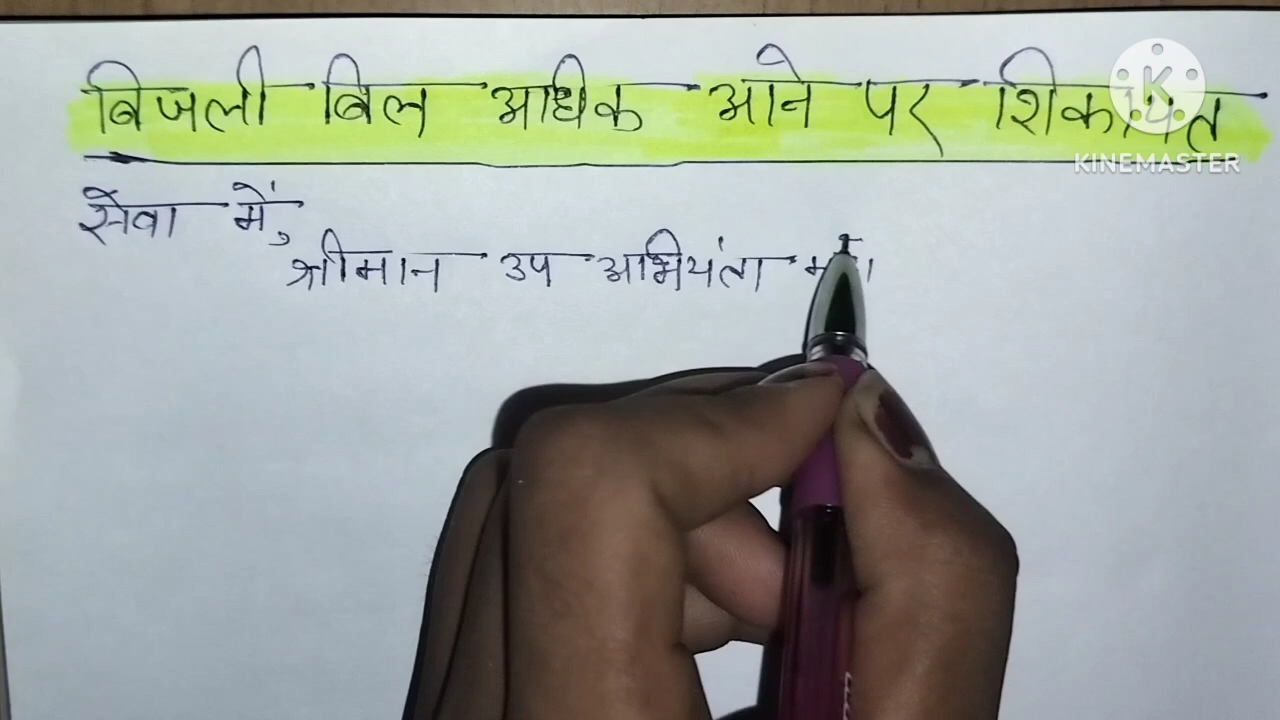 बिजली बिल अधिक आने पर शिकायत
K
KINEMASTER
सेवा में,
श्रीमान उप अभियंता